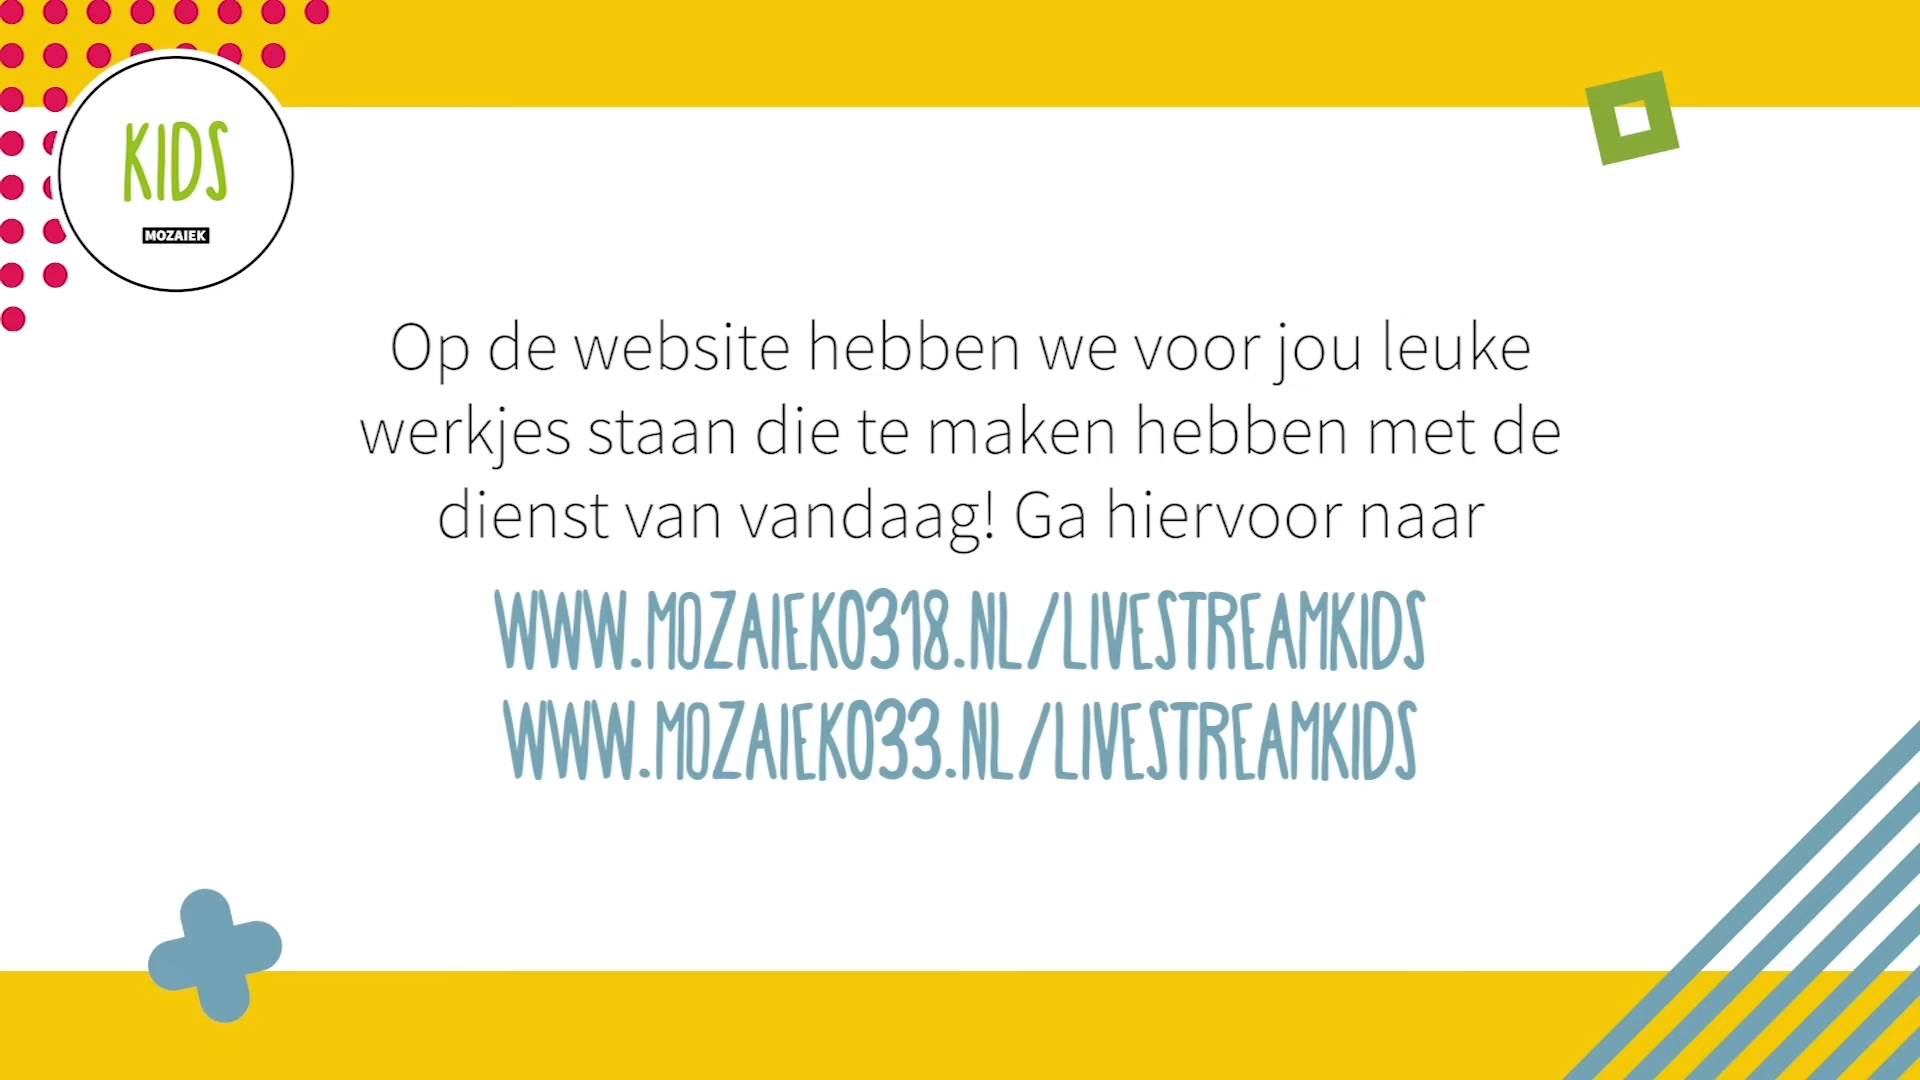 KIDS
MOZAIEK
Op de website hebben we voor jou leuke
werkjes staan die te maken hebben met de
dienst van vandaag! Ga hiervoor naar
WWW.MOZAIEK0318.NL/LIVESTREAMKIDS
WWW.MOZAIEK033.NL/LIVESTREAMKIDS